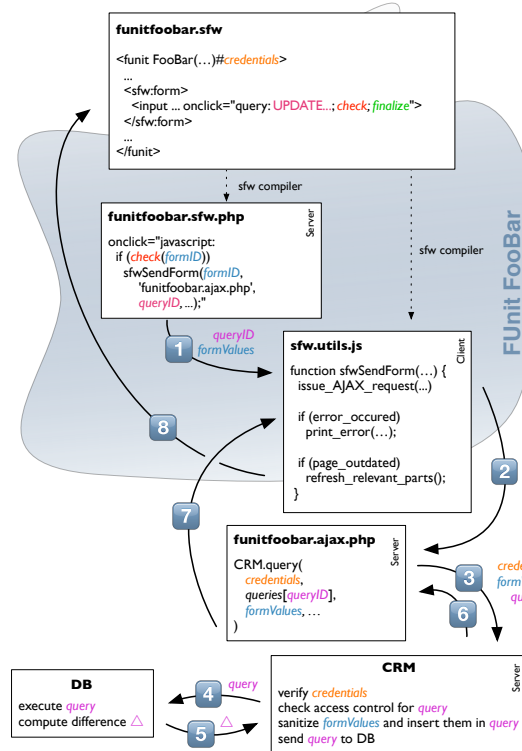 funitfoobar.sfw
<funit FooBar(...)#credentials>
...
<sfw:form>
<input ... onclick="query: UPDATE...; check; finalize">
</sfw:form>
...
</funit>
sfw compiler
sfw compiler
FUnit FooBar
funitfoobar.sfw.php
Server
onclick="javascript:
if (check(formID))
sfwSendForm(formID,
'funitfoobar.ajax.php',
queryID, ...);"
1
queryID
formValues
sfw.utils.js
Client
function sfwSendForm(...) {
issue_AJAX_request(...)
if (error_occured)
print_error(...);
if (page_outdated)
refresh_relevant_parts();
}
8
2
7
funitfoobar.ajax.php
Server
CRM.query(
credentials,
queries[queryID],
formValues, ...
)
3
6
DB
execute query
compute difference △
4
query
5
△
CRM
Server
verify credentials
check access control for query
sanitize formValues and insert them in query
send query to DB